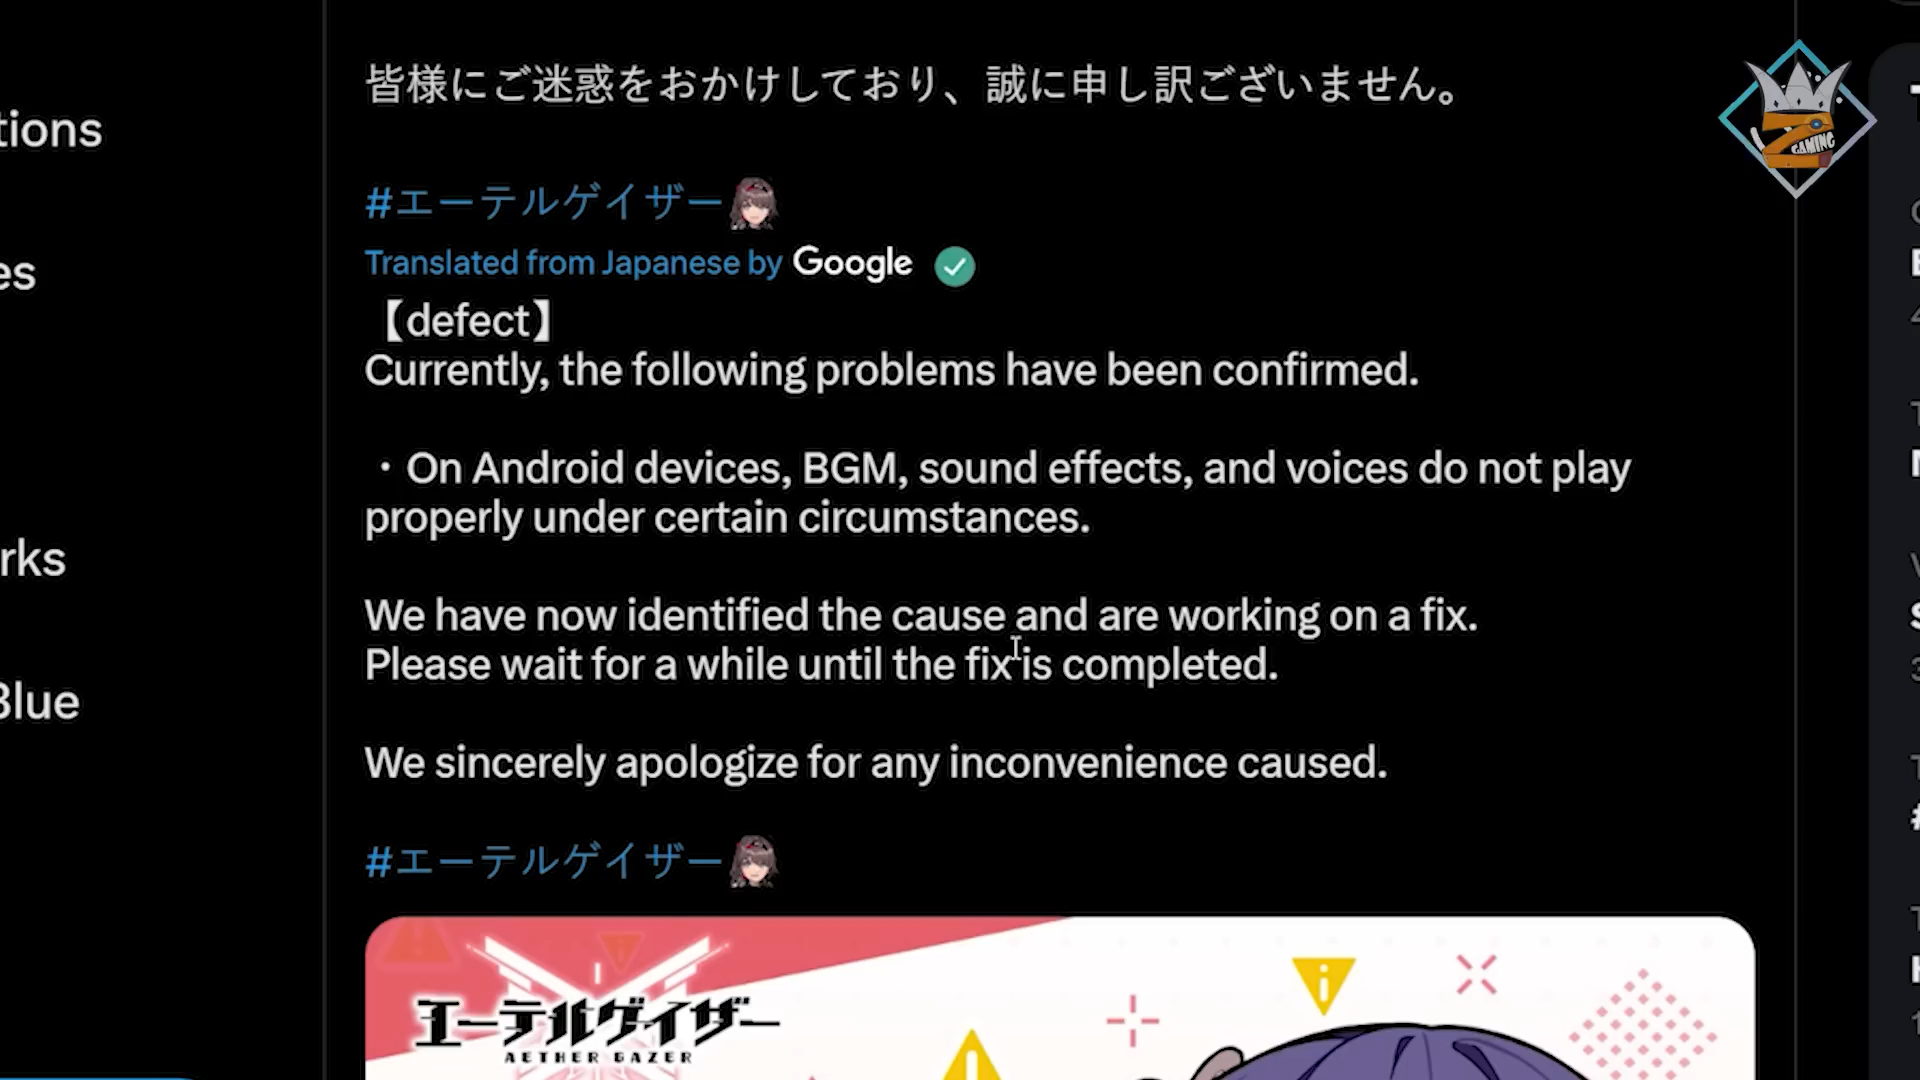 皆様にご迷惑をおかけしており、誠に申し訳ございません。
GAMING
tions
#エーテルゲイザー
Translated from Japanese by Google
es
【defect】
Currently, the following problems have been confirmed.
・On Android devices, BGM, sound effects, and voices do not play
properly under certain circumstances.
rks
We have now identified the cause and are working on a fix.
Please wait for a while until the fix is completed.
Blue
We sincerely apologize for any inconvenience caused.
#エーテルゲイザー
エーテルゲイザー
AETHER GAZER